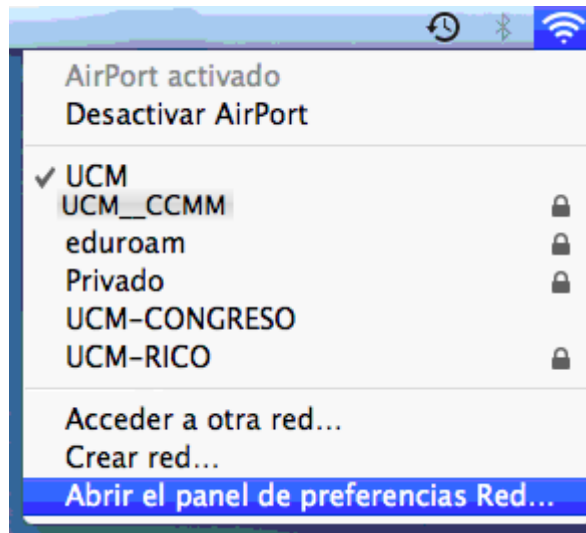 AirPort activado
Desactivar AirPort
UCM
UCM__CCMM
eduroam
Privado
UCM-CONGRESO
UCM-RICO
Acceder a otra red...
Crear red...
Abrir el panel de preferencias Red...